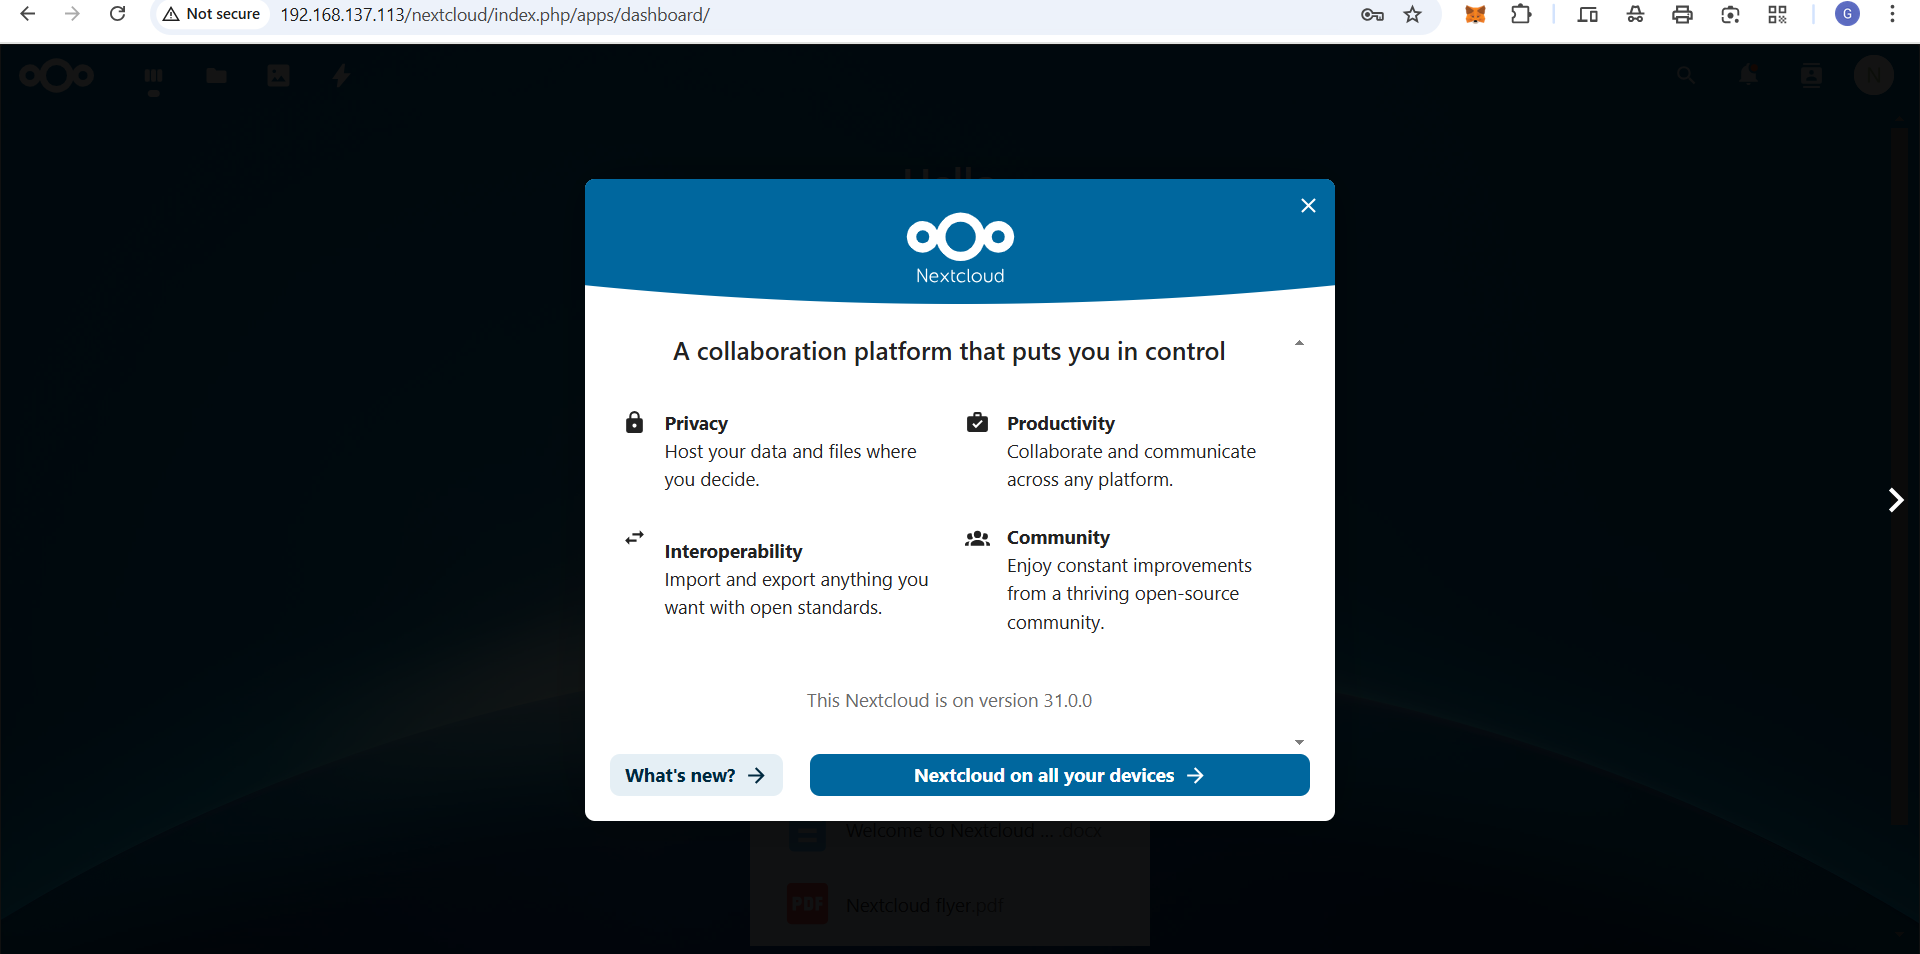 Not secure
192.168.137.113/nextcloud/index.php/apps/dashboard/
G
N
Hello
Nextcloud
A collaboration platform that puts you in control
Privacy
Host your data and files where
you decide.
Productivity
Collaborate and communicate
across any platform.
Interoperability
Import and export anything you
want with open standards.
Community
Enjoy constant improvements
from a thriving open-source
community.
This Nextcloud is on version 31.0.0
What's new?
Nextcloud on all your devices
Welcome to Nextcloud ... .docx
PDF
Nextcloud flyer.pdf